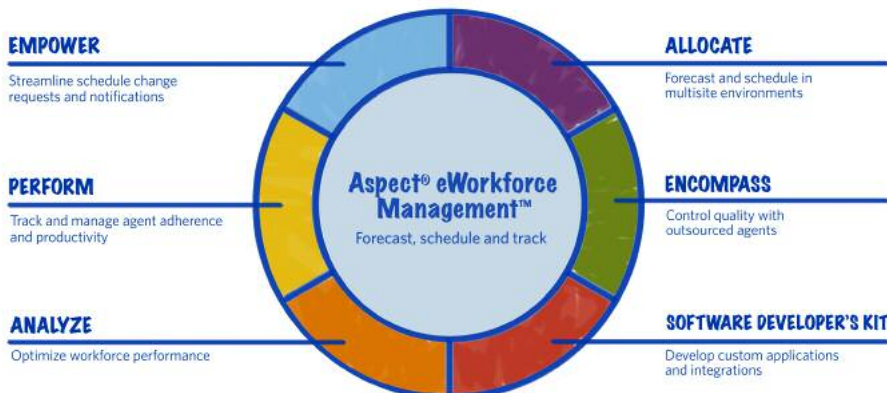 EMPOWER
Streamline schedule change
requests and notifications
PERFORM
Track and manage agent adherence
and productivity
ANALYZE
Optimize workforce performance
Aspect® eWorkforce
Management™
Forecast, schedule and track
ALLOCATE
Forecast and schedule in
multisite environments
ENCOMPASS
Control quality with
outsourced agents
SOFTWARE DEVELOPER'S KIT
Develop custom applications
and integrations